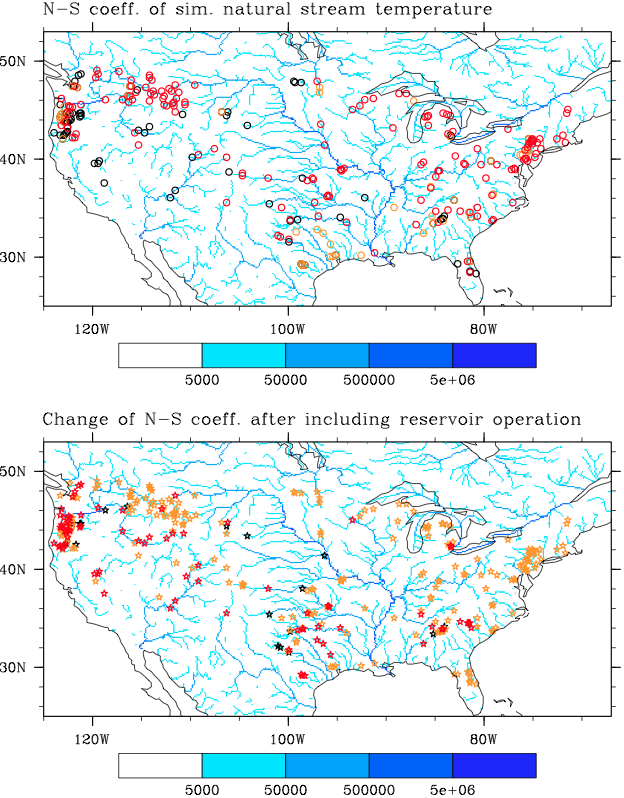 N-S coeff. of sim. natural stream temperature
50N
40N
30N
120W 100W 80W
5000 50000 500000 5e+06
Change of N-S coeff. after including reservoir operation
50N
40N
30N
120W 100W 80W
5000 50000 500000 5e+06